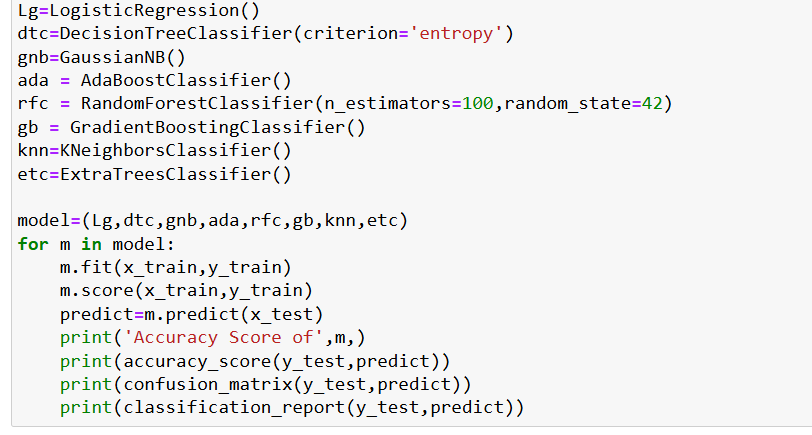 Lg=LogisticRegression()
dtc=DecisionTreeClassifier(criterion='entropy')
gnb=GaussianNB()
ada = AdaBoostClassifier()
rfc = RandomForestClassifier(n_estimators=100,random_state=42)
gb = GradientBoostingClassifier()
knn=KNeighborsClassifier()
etc=ExtraTreesClassifier()

model=(Lg,dtc,gnb,ada,rfc,gb,knn,etc)
for m in model:
    m.fit(x_train,y_train)
    m.score(x_train,y_train)
    predict=m.predict(x_test)
    print('Accuracy Score of',m,)
    print(accuracy_score(y_test,predict))
    print(confusion_matrix(y_test,predict))
    print(classification_report(y_test,predict))